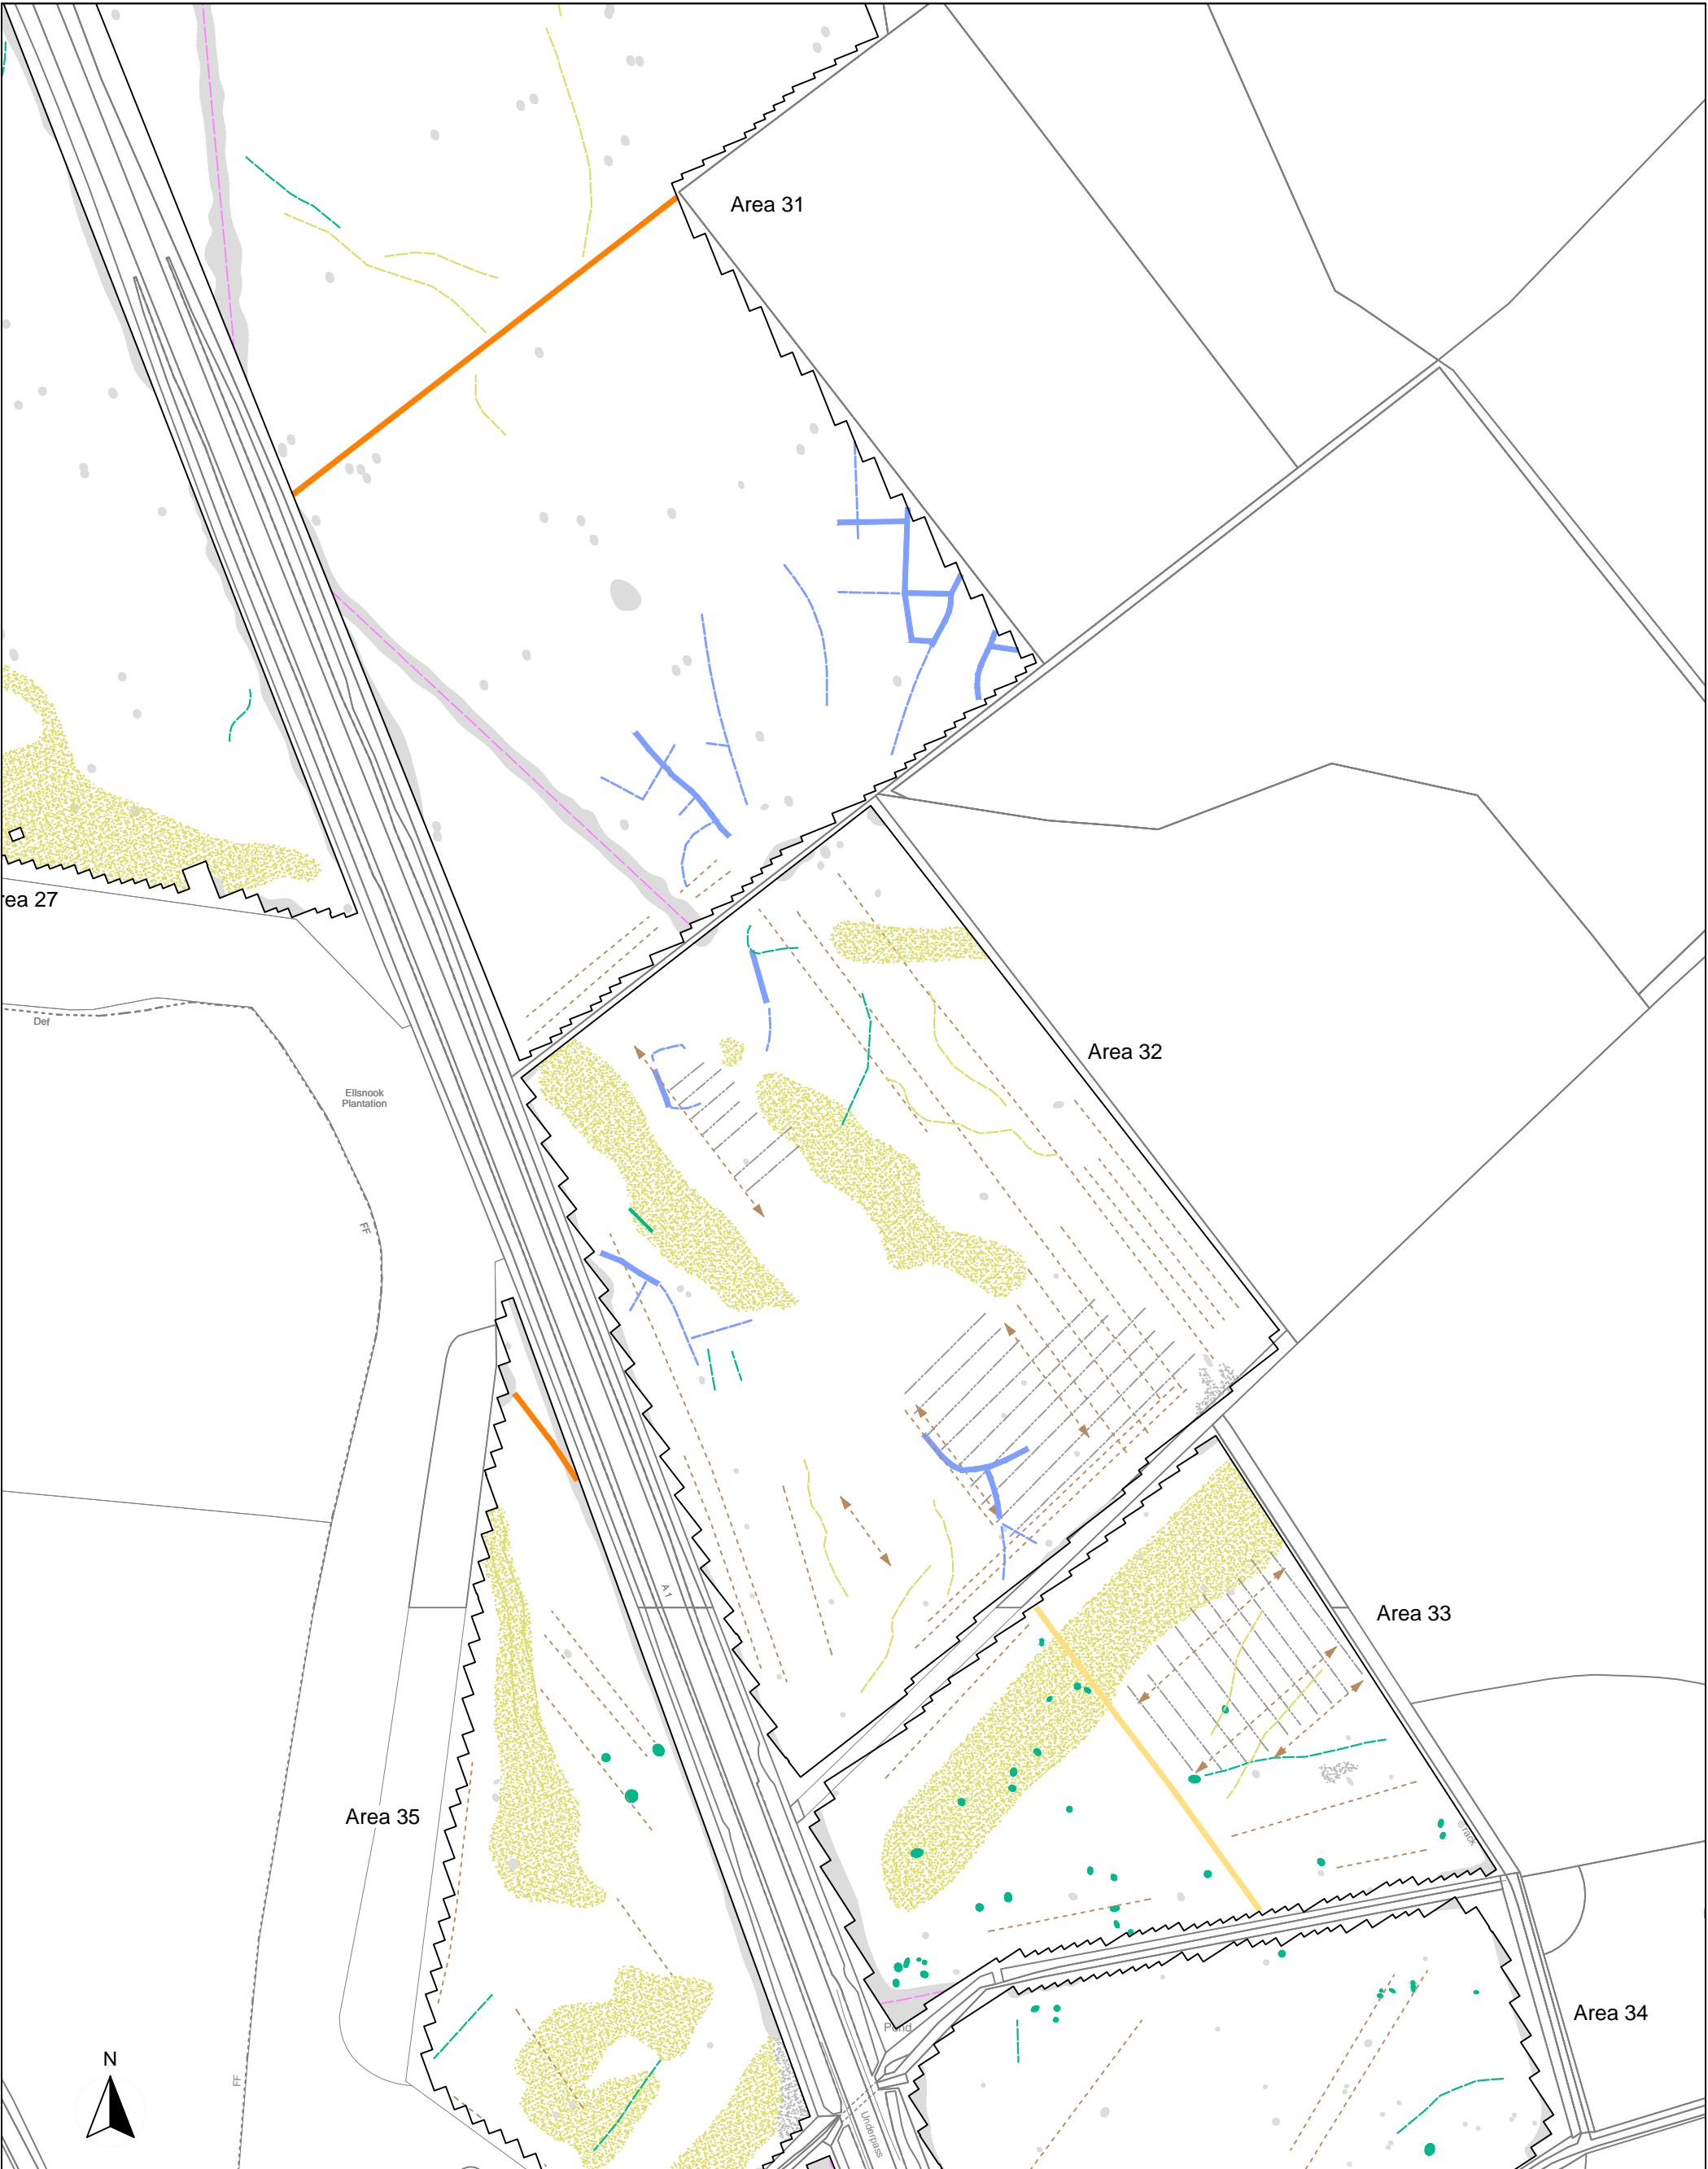 Area 31
rea 27
Def
Area 32
Ellsnook
Plantation
FF
A 1
Area 33
Area 35
Track
Area 34
Pond
N
FF
Underpass